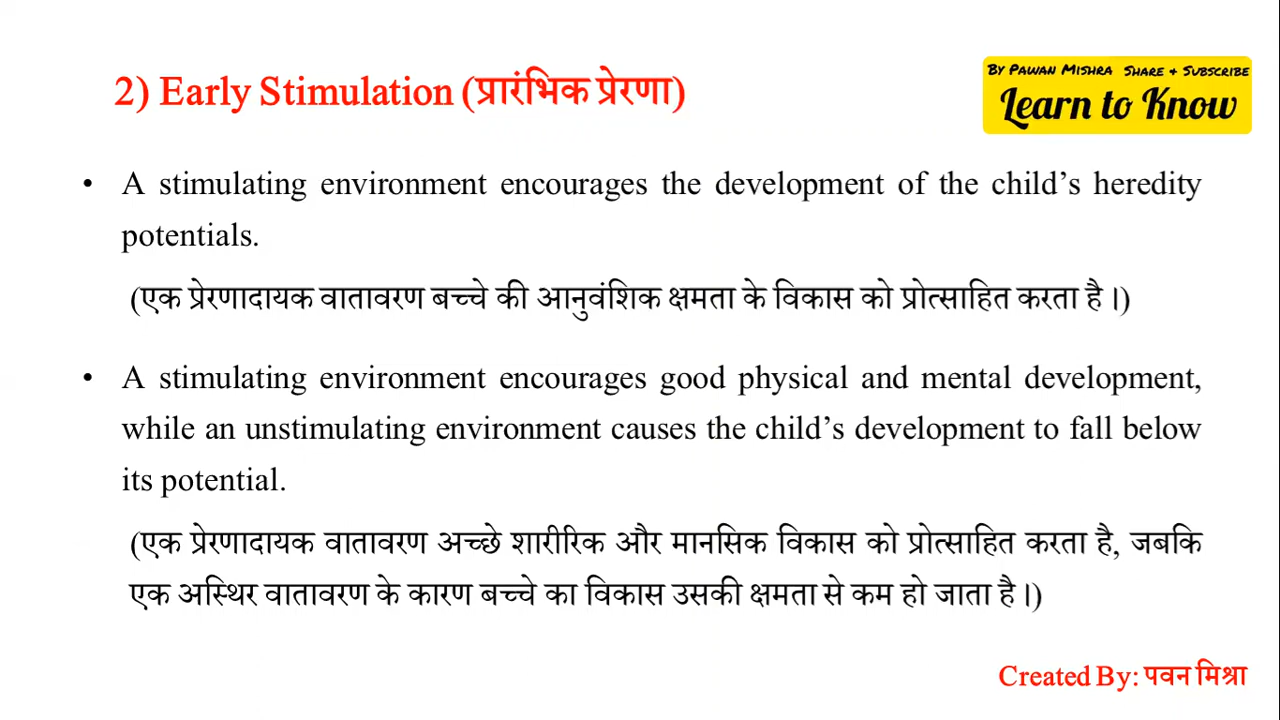 2) Early Stimulation (प्रारंभिक प्रेरणा)
By Pawan Mishra Share & Subscribe
Learn to Know
• A stimulating environment encourages the development of the child’s heredity
potentials.
(एक प्रेरणादायक वातावरण बच्चे की आनुवंशिक क्षमता के विकास को प्रोत्साहित करता है।)
• A stimulating environment encourages good physical and mental development,
while an unstimulating environment causes the child’s development to fall below
its potential.
(एक प्रेरणादायक वातावरण अच्छे शारीरिक और मानसिक विकास को प्रोत्साहित करता है, जबकि
एक अस्थिर वातावरण के कारण बच्चे का विकास उसकी क्षमता से कम हो जाता है।)
Created By: पवन मिश्रा